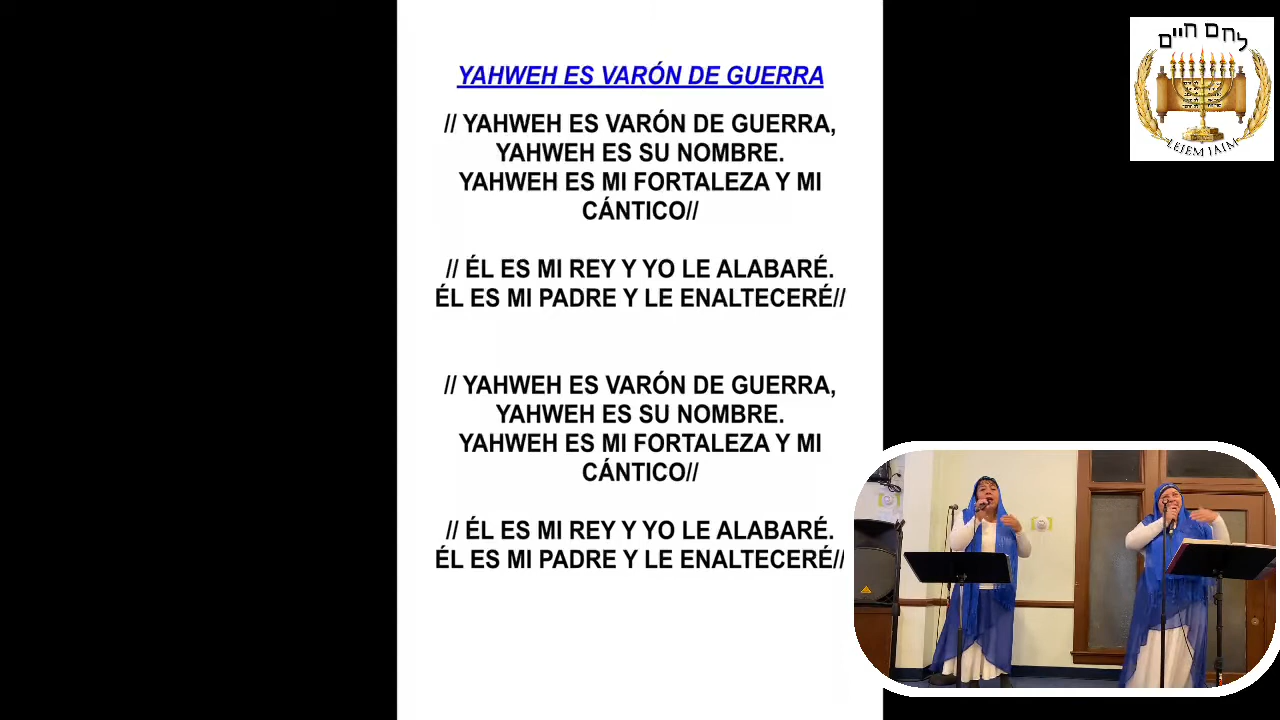 YAHWEH ES VARÓN DE GUERRA
// YAHWEH ES VARÓN DE GUERRA,
YAHWEH ES SU NOMBRE.
YAHWEH ES MI FORTALEZA Y MI
CÁNTICO//
// ÉL ES MI REY Y YO LE ALABARÉ.
ÉL ES MI PADRE Y LE ENALTECERÉ//
// YAHWEH ES VARÓN DE GUERRA,
YAHWEH ES SU NOMBRE.
YAHWEH ES MI FORTALEZA Y MI
CÁNTICO//
// ÉL ES MI REY Y YO LE ALABARÉ.
ÉL ES MI PADRE Y LE ENALTECERÉ//
לחם חיים
LEJEM JAIM